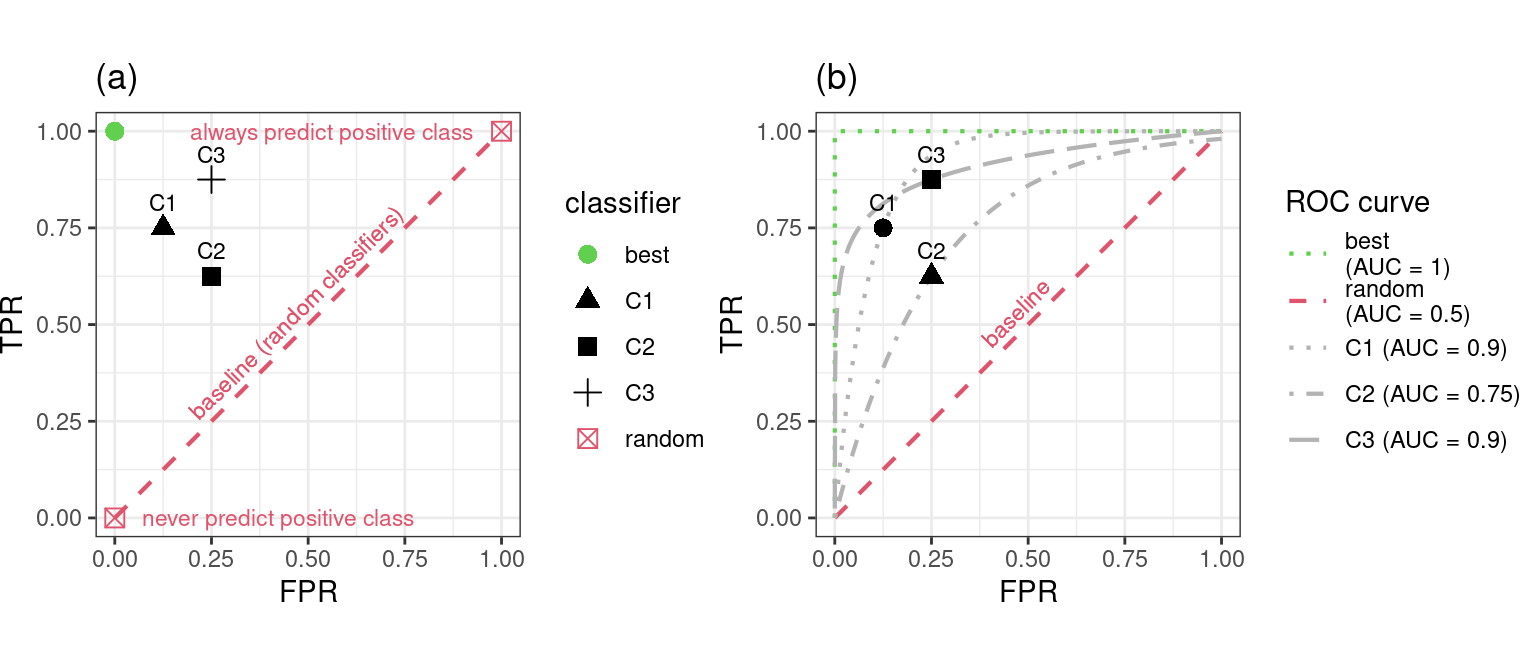 (a)
1.00
0.75
0.50
0.25
0.00
TPR
always predict positive class
C3
C1
C2
baseline (random classifiers)
never predict positive class
0.00 0.25 0.50 0.75 1.00
FPR
classifier
best
C1
C2
C3
random
(b)
1.00
0.75
0.50
0.25
0.00
TPR
C3
C1
C2
baseline
0.00 0.25 0.50 0.75 1.00
FPR
ROC curve
best
(AUC = 1)
random
(AUC = 0.5)
C1 (AUC = 0.9)
C2 (AUC = 0.75)
C3 (AUC = 0.9)